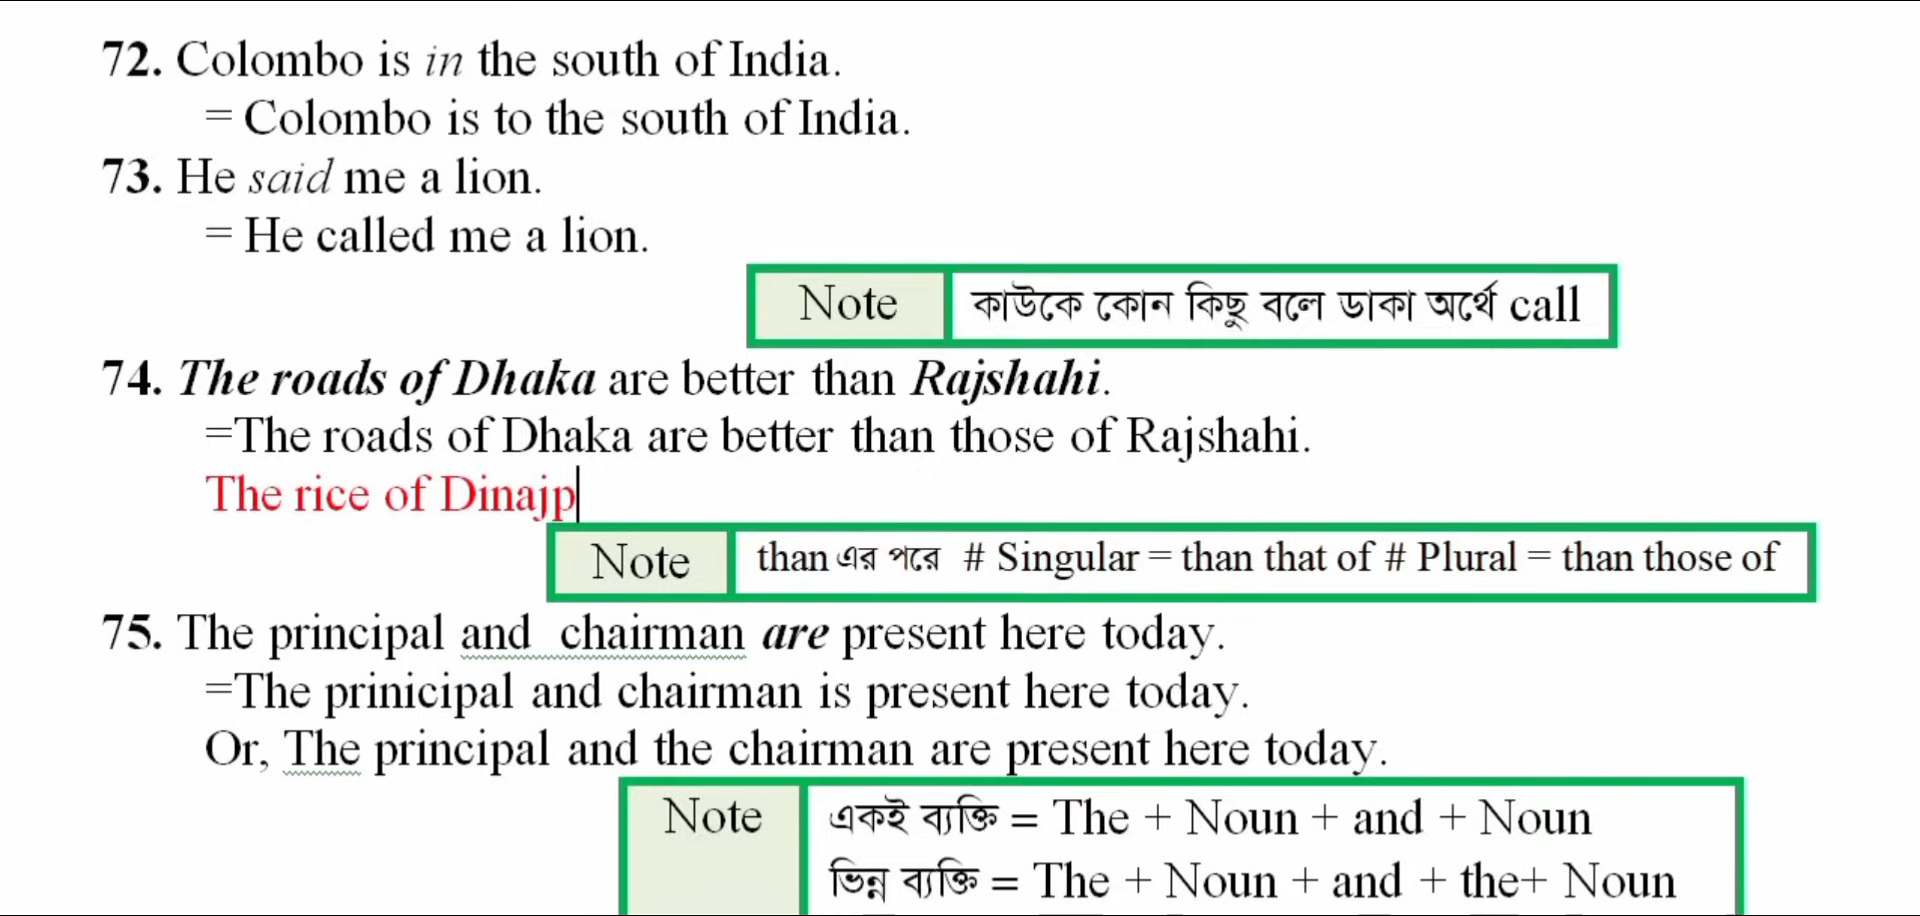 72. Colombo is in the south of India.
= Colombo is to the south of India.
73. He said me a lion.
= He called me a lion.
Note কাউকে কোন কিছু বলে ডাকা অর্থে call
74. The roads of Dhaka are better than Rajshahi.
=The roads of Dhaka are better than those of Rajshahi.
The rice of Dinajp
Note than এর পরে # Singular = than that of # Plural = than those of
75. The principal and chairman are present here today.
=The prinicipal and chairman is present here today.
Or, The principal and the chairman are present here today.
Note একই ব্যক্তি = The + Noun + and + Noun
ভিন্ন ব্যক্তি = The + Noun + and + the+ Noun